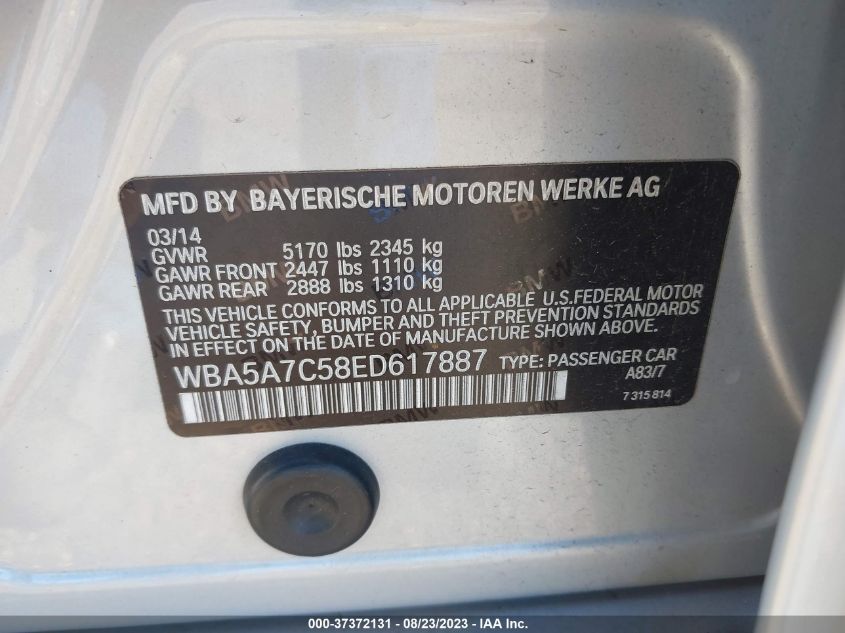 MFD BY BAYERISCHE MOTOREN WERKE AG
03/14
GVWR 5170 lbs 2345 kg
GAWR FRONT 2447 lbs 1110 kg
GAWR REAR 2888 lbs 1310 kg
THIS VEHICLE CONFORMS TO ALL APPLICABLE U.S.FEDERAL MOTOR
VEHICLE SAFETY, BUMPER AND THEFT PREVENTION STANDARDS
IN EFFECT ON THE DATE OF MANUFACTURE SHOWN ABOVE.
WBA5A7C58ED617887 TYPE: PASSENGER CAR
A83/7
7 315 814
000-37372131 - 08/23/2023 - IAA Inc.